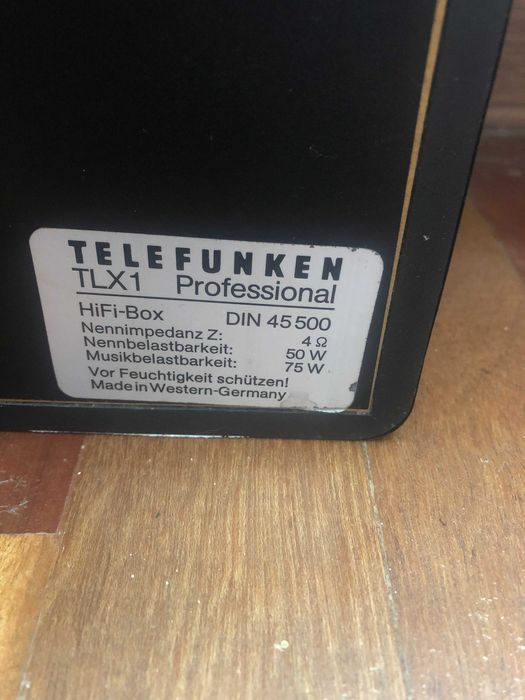 TELEFUNKEN
TLX1 Professional
HiFi-Box DIN 45 500
Nennimpedanz Z: 4 Ω
Nennbelastbarkeit: 50 W
Musikbelastbarkeit: 75 W
Vor Feuchtigkeit schützen!
Made in Western-Germany